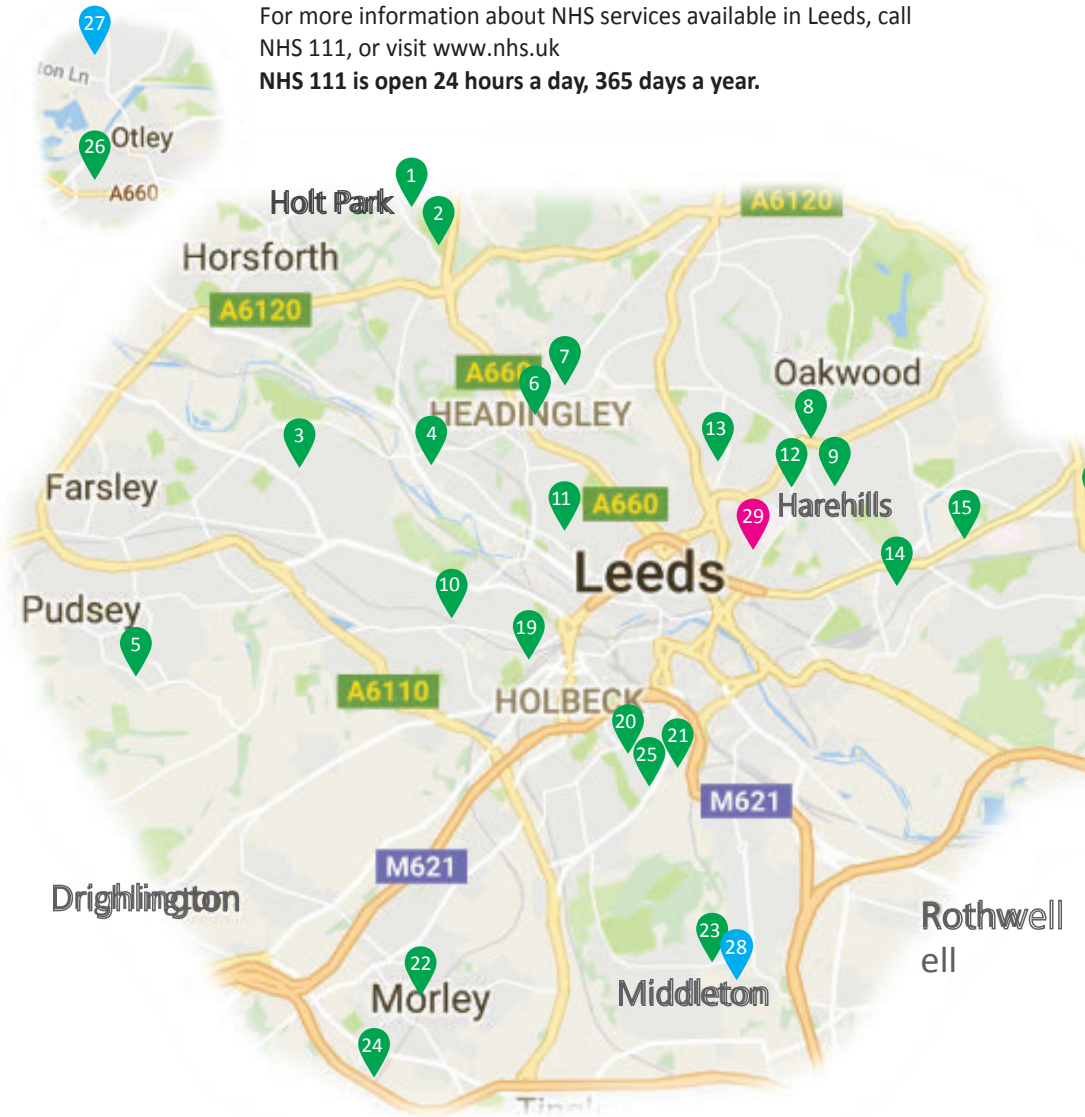 27
For more information about NHS services available in Leeds, call
NHS 111, or visit www.nhs.uk
NHS 111 is open 24 hours a day, 365 days a year.
ton Ln
26
Otley
A660
1
Holt Park
2
A6120
Horsforth
A6120
7
A660
6
Oakwood
HEADINGLEY
8
3
4
13
12
9
Farsley
11
A660
29
Harehills
15
Leeds
14
10
Pudsey
5
19
A6110
HOLBECK
20
21
25
M621
M621
Drighlington
Rothwell
ell
23
28
22
Middleton
Morley
24